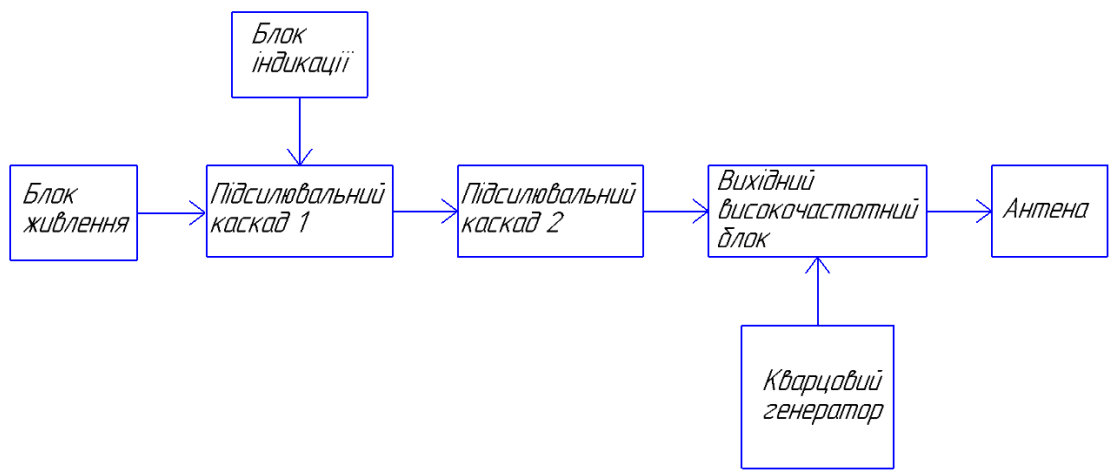 Блок
індикації
Блок
живлення
Підсилювальний
каскад 1
Підсилювальний
каскад 2
Вихідний
високочастотний
блок
Антена
Кварцовий
генератор